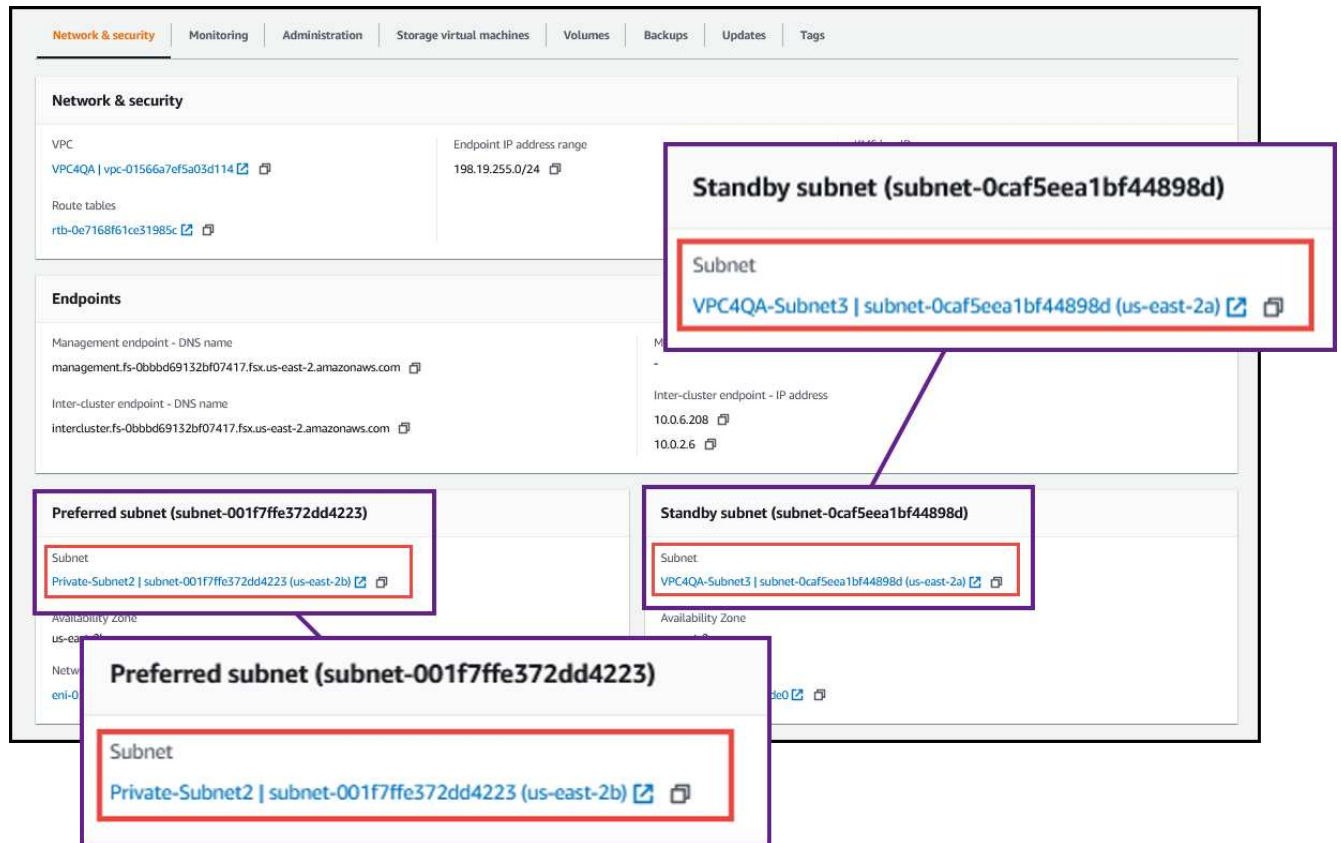 Network & security
Monitoring
Administration
Storage virtual machines
Volumes
Backups
Updates
Tags
Network & security
VPC
VPC4QA | vpc-01566a7ef5a03d114
Endpoint IP address range
198.19.255.0/24
Route tables
rtb-0e7168f61ce31985c
Standby subnet (subnet-0caf5eea1bf44898d)
Subnet
VPC4QA-Subnet3 | subnet-0caf5eea1bf44898d (us-east-2a)
Endpoints
Management endpoint - DNS name
management.fs-0bbbd69132bf07417.fsx.us-east-2.amazonaws.com
-
Inter-cluster endpoint - DNS name
intercluster.fs-0bbbd69132bf07417.fsx.us-east-2.amazonaws.com
Inter-cluster endpoint - IP address
10.0.6.208
10.0.2.6
Preferred subnet (subnet-001f7ffe372dd4223)
Subnet
Private-Subnet2 | subnet-001f7ffe372dd4223 (us-east-2b)
Availability Zone
Standby subnet (subnet-0caf5eea1bf44898d)
Subnet
VPC4QA-Subnet3 | subnet-0caf5eea1bf44898d (us-east-2a)
Availability Zone
Preferred subnet (subnet-001f7ffe372dd4223)
Subnet
Private-Subnet2 | subnet-001f7ffe372dd4223 (us-east-2b)